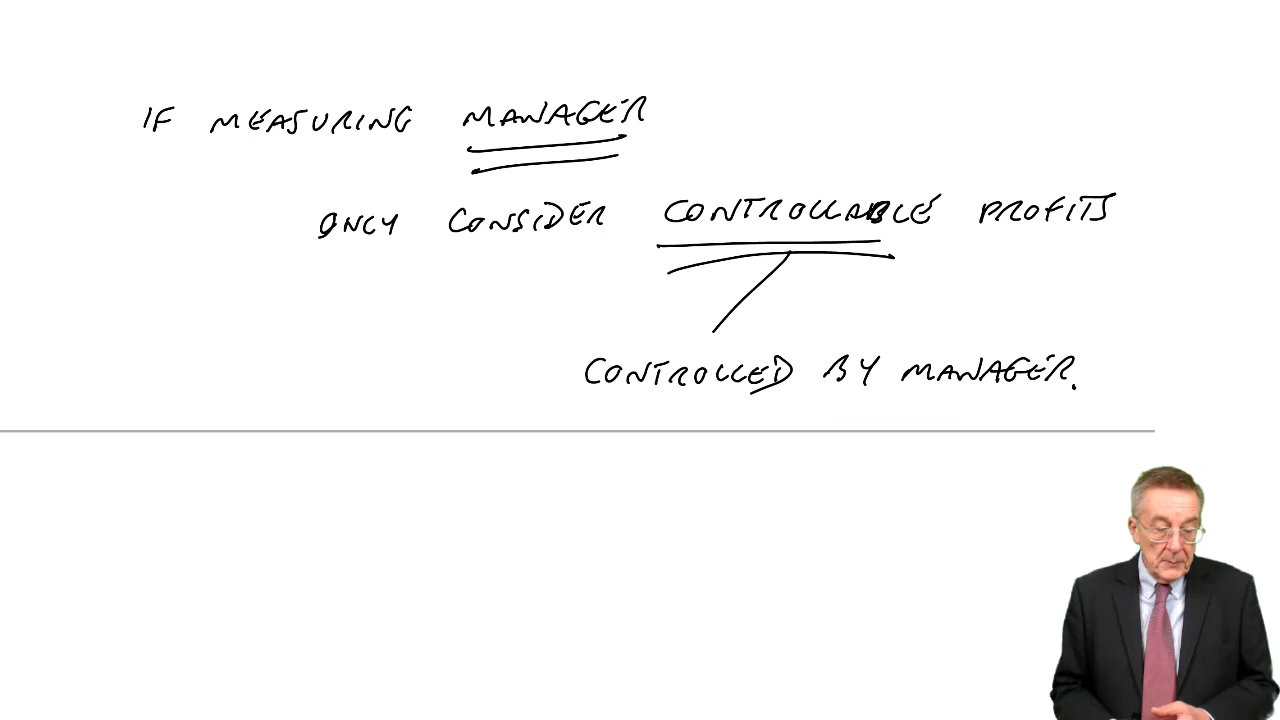 IF MEASURING MANAGER
ONLY CONSIDER CONTROLLABLE PROFITS
CONTROLLED BY MANAGER.